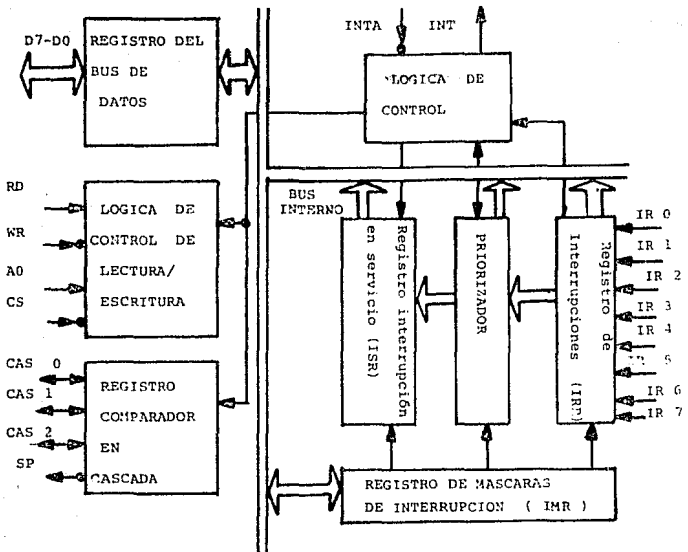 INTA INT
D7-D0
REGISTRO DEL
BUS DE
DATOS
LOGICA DE
CONTROL
RD
WR
A0
CS
LOGICA DE
CONTROL DE
LECTURA/
ESCRITURA
BUS
INTERNO
Registro interrupción
en servicio (ISR)
PRIORIZADOR
Registro de
Interrupciones (IRR)
IR 0
IR 1
IR 2
IR 3
IR 4
IR 5
IR 6
IR 7
CAS 0
CAS 1
CAS 2
SP
REGISTRO
COMPARADOR
EN
CASCADA
REGISTRO DE MASCARAS
DE INTERRUPCION ( IMR )